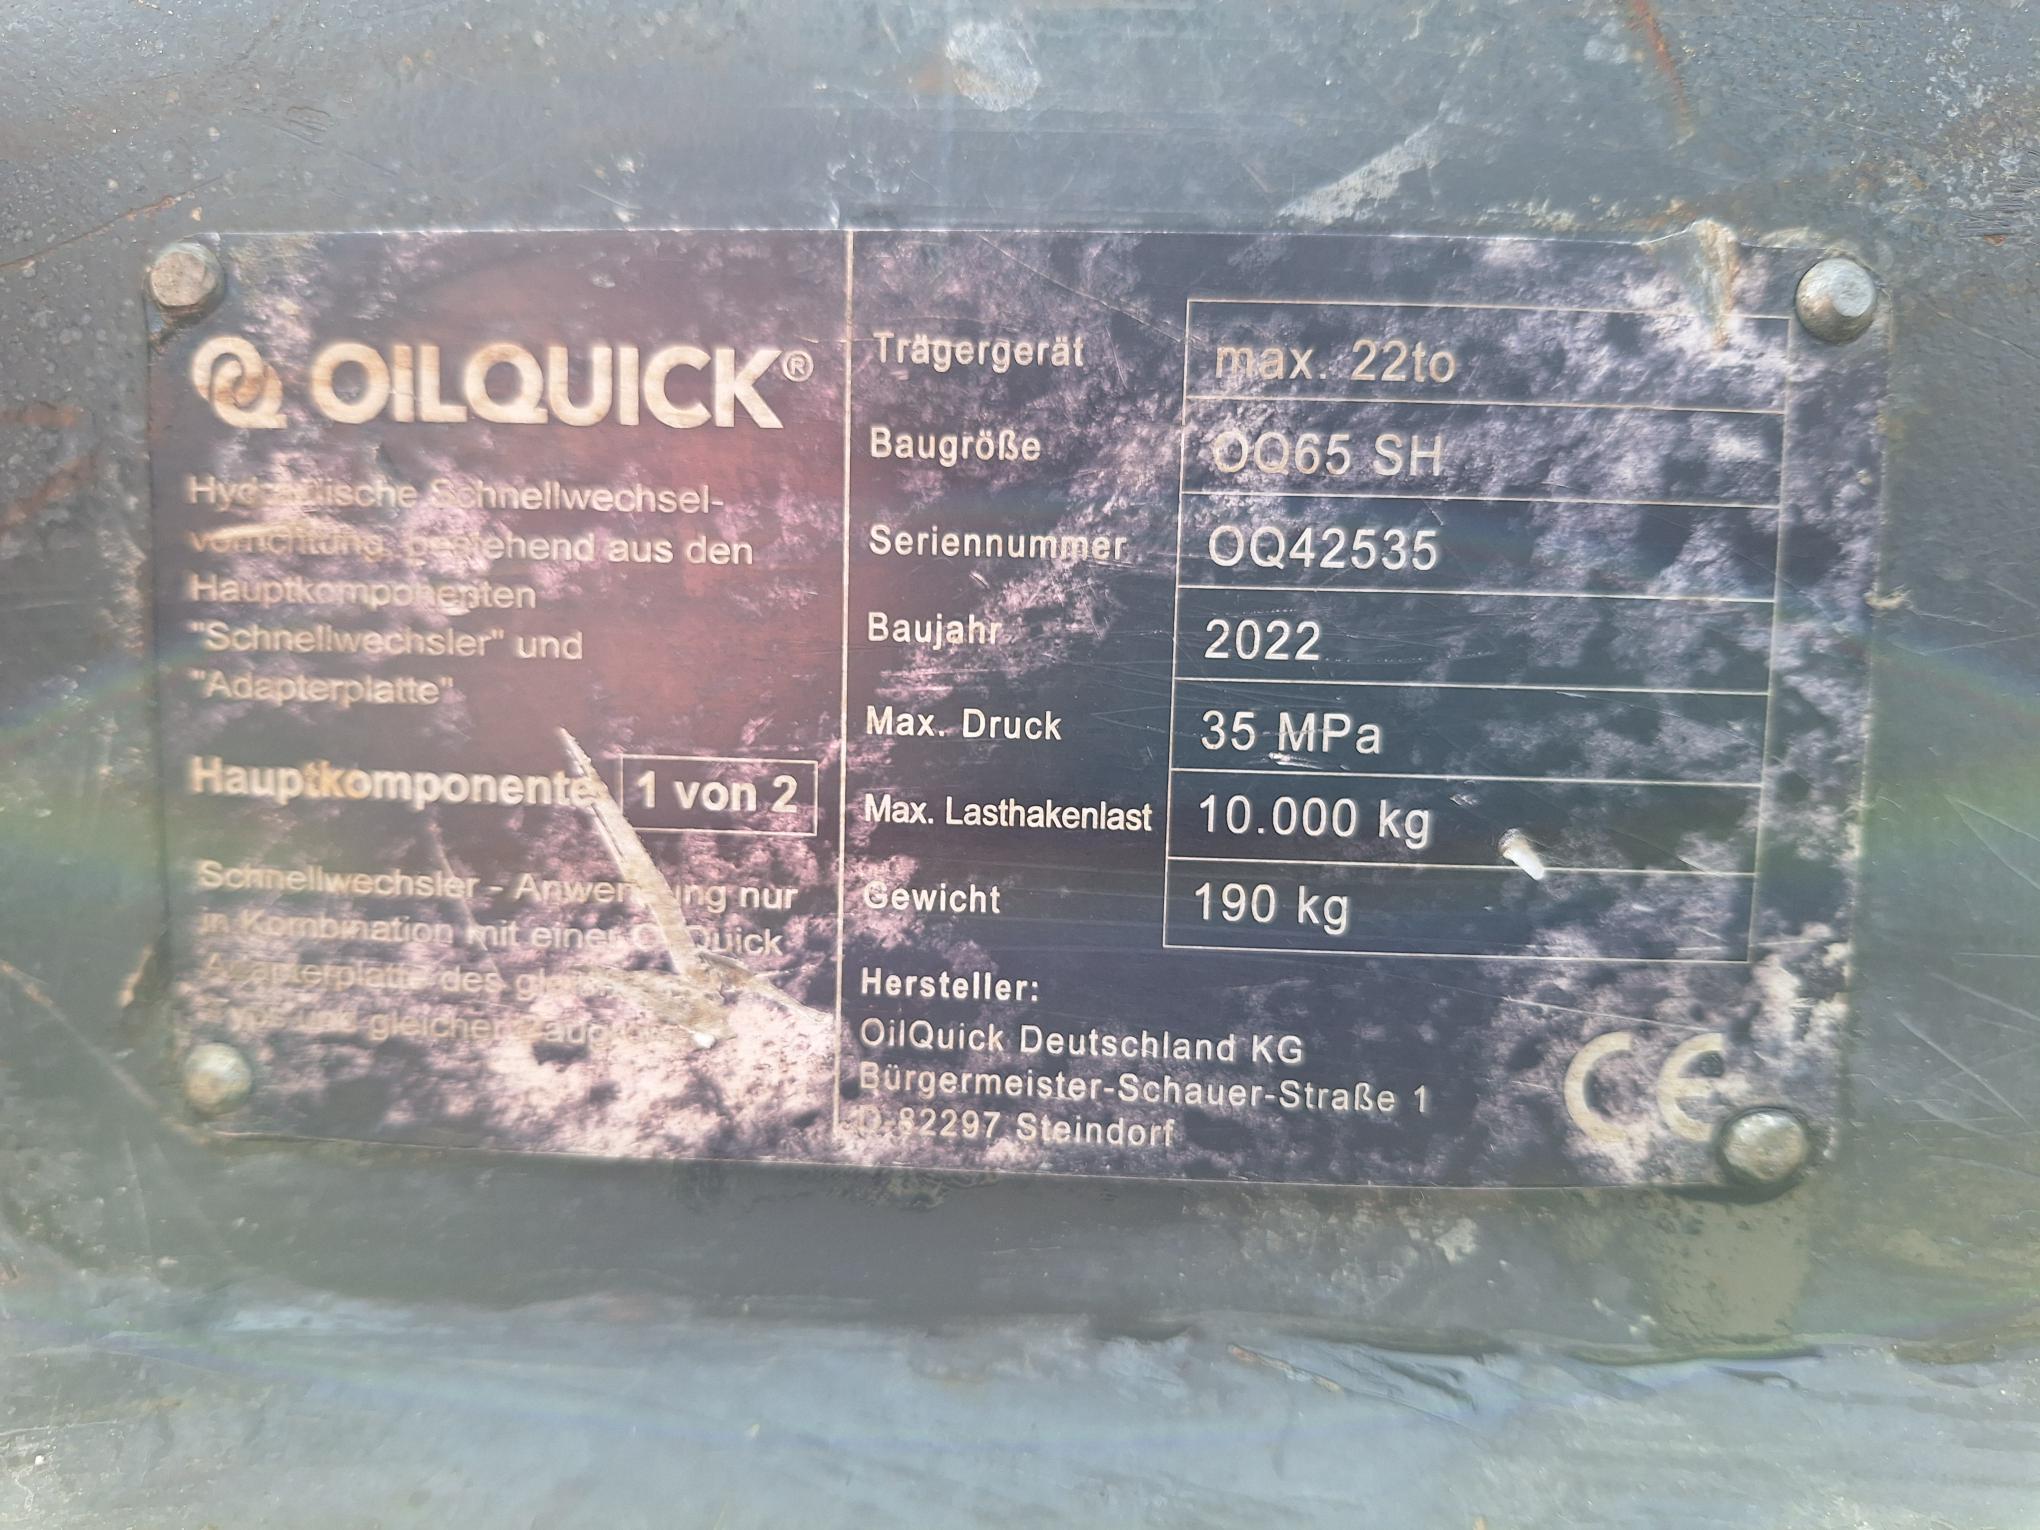 OILQUICK®
Hydraulische Schnellwechsel-
vorrichtung, bestehend aus den
Hauptkomponenten
"Schnellwechsler" und
"Adapterplatte"
Hauptkomponente 1 von 2
Schnellwechsler - Anwendung nur
in Kombination mit einer OilQuick
Adapterplatte des
und gleicher
Trägergerät max. 22to
Baugröße OQ65 SH
Seriennummer OQ42535
Baujahr 2022
Max. Druck 35 MPa
Max. Lasthakenlast 10.000 kg
Gewicht 190 kg
Hersteller:
OilQuick Deutschland KG
Bürgermeister-Schauer-Straße 1
D-82297 Steindorf
CE